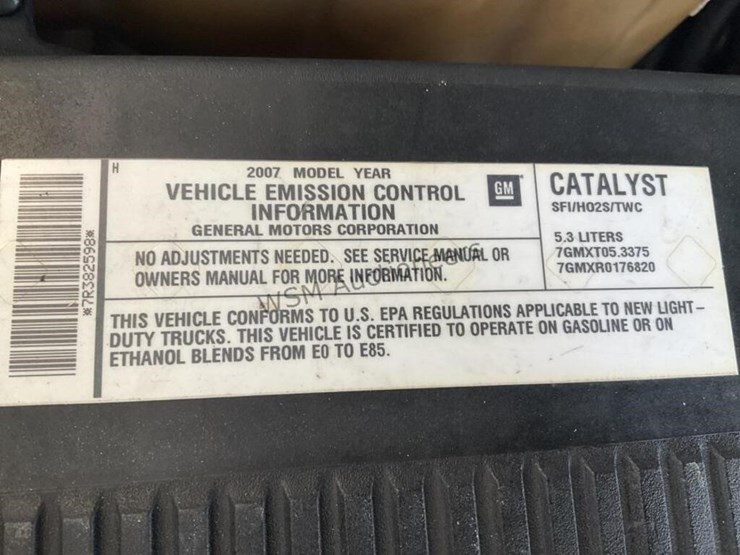 *7R382598*
H
2007 MODEL YEAR
VEHICLE EMISSION CONTROL
INFORMATION
GENERAL MOTORS CORPORATION
GM
NO ADJUSTMENTS NEEDED. SEE SERVICE MANUAL OR
OWNERS MANUAL FOR MORE INFORMATION.
CATALYST
SFI/HO2S/TWC
5.3 LITERS
7GMXT05.3375
7GMXR0176820
THIS VEHICLE CONFORMS TO U.S. EPA REGULATIONS APPLICABLE TO NEW LIGHT-
DUTY TRUCKS. THIS VEHICLE IS CERTIFIED TO OPERATE ON GASOLINE OR ON
ETHANOL BLENDS FROM E0 TO E85.
WSM